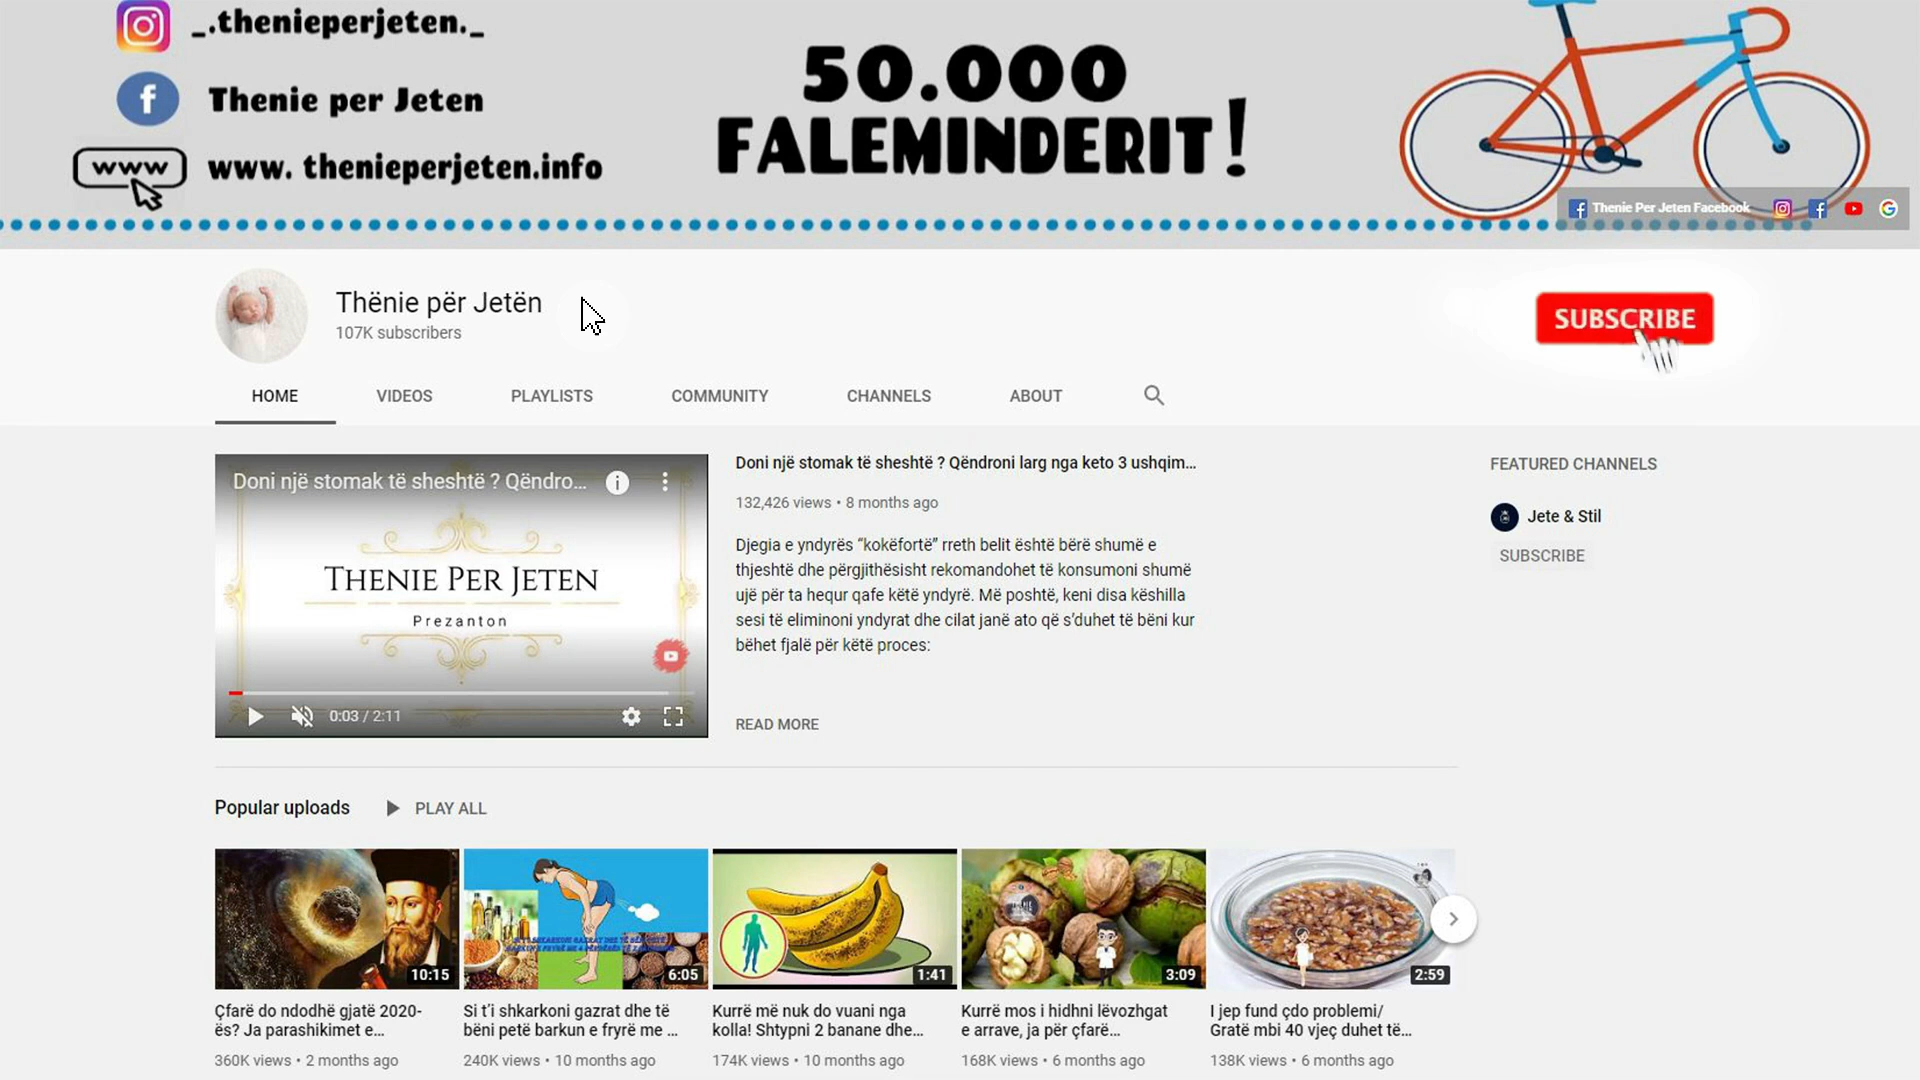 _.thenieperjeten._
Thenie per Jeten
www
www. thenieperjeten.info
50.000
FALEMINDERIT!
Thenie Per Jeten Facebook
Thënie për Jetën
107K subscribers
SUBSCRIBE
HOME
VIDEOS
PLAYLISTS
COMMUNITY
CHANNELS
ABOUT
Doni një stomak të sheshtë ? Qëndro...
THENIE PER JETEN
Prezanton
0:03 / 2:11
Doni një stomak të sheshtë ? Qëndroni larg nga keto 3 ushqim...
132,426 views • 8 months ago
Djegia e yndyrës “kokëfortë” rreth belit është bërë shumë e
thjeshtë dhe përgjithësisht rekomandohet të konsumoni shumë
ujë për ta hequr qafe këtë yndyrë. Më poshtë, keni disa këshilla
sesi të eliminoni yndyrat dhe cilat janë ato që s’duhet të bëni kur
bëhet fjalë për këtë proces:
READ MORE
FEATURED CHANNELS
Jete & Stil
SUBSCRIBE
Popular uploads
PLAY ALL
10:15
6:05
1:41
3:09
2:59
Çfarë do ndodhë gjatë 2020-
ës? Ja parashikimet e...
360K views • 2 months ago
Si t’i shkarkoni gazrat dhe të
bëni petë barkun e fryrë me ...
240K views • 10 months ago
Kurrë më nuk do vuani nga
kolla! Shtypni 2 banane dhe...
174K views • 10 months ago
Kurrë mos i hidhni lëvozhgat
e arrave, ja për çfarë...
168K views • 6 months ago
I jep fund çdo problemi/
Gratë mbi 40 vjeç duhet të...
138K views • 6 months ago